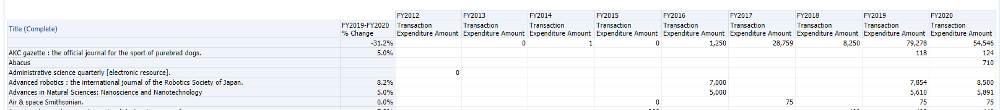 FY2012 FY2013 FY2014 FY2015 FY2016 FY2017 FY2018 FY2019 FY2020
Title (Complete) FY2019-FY2020 % Change Transaction Expenditure Amount Transaction Expenditure Amount Transaction Expenditure Amount Transaction Expenditure Amount Transaction Expenditure Amount Transaction Expenditure Amount Transaction Expenditure Amount Transaction Expenditure Amount Transaction Expenditure Amount
-31.2% 0 1 0 1,250 28,759 8,250 79,278 54,546
AKC gazette : the official journal for the sport of purebred dogs. 5.0% 118 124
Abacus 710
Administrative science quarterly [electronic resource]. 0
Advanced robotics : the international journal of the Robotics Society of Japan. 8.2% 7,000 7,854 8,500
Advances in Natural Sciences: Nanoscience and Nanotechnology 5.0% 5,000 5,610 5,891
Air & space Smithsonian. 0.0% 0 75 75 75